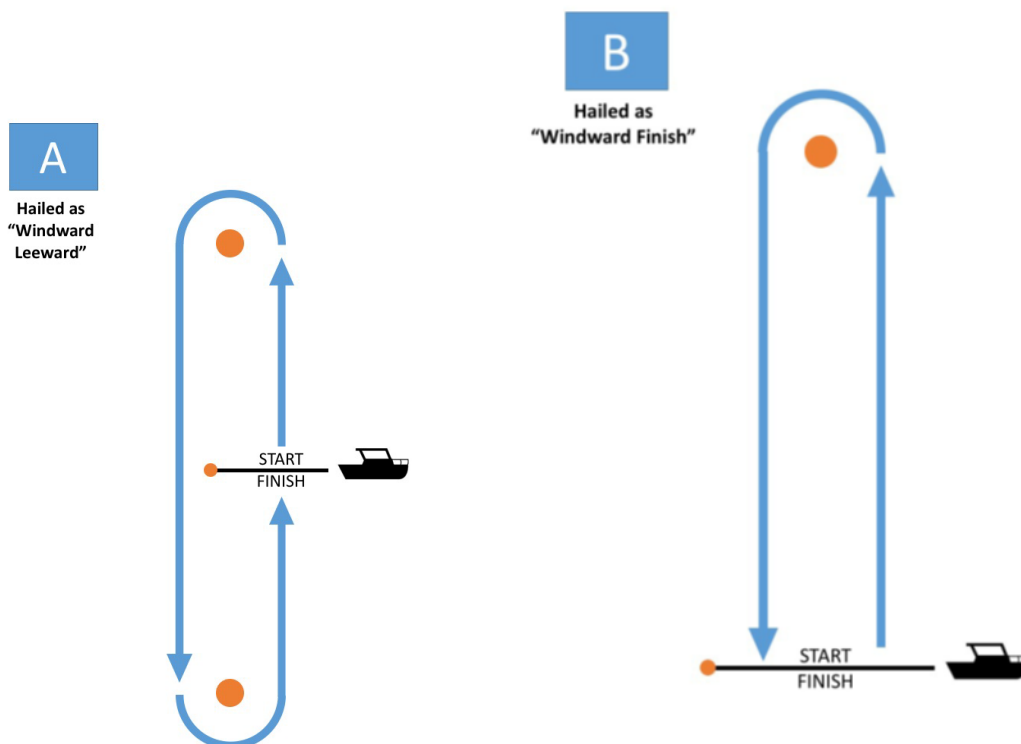 A
Hailed as
“Windward
Leeward”
START
FINISH
B
Hailed as
“Windward Finish”
START
FINISH